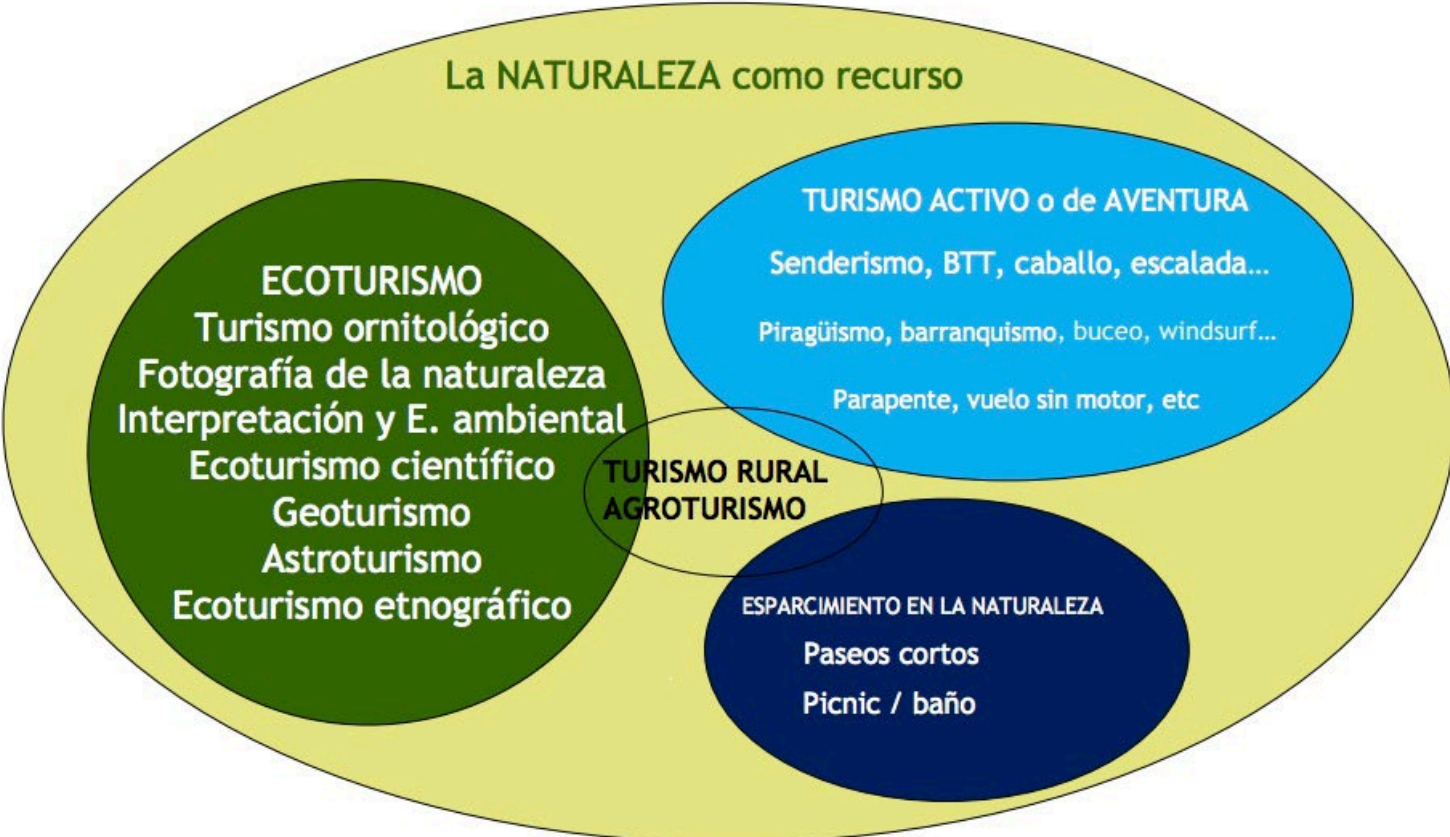 La NATURALEZA como recurso
ECOTURISMO
Turismo ornitológico
Fotografía de la naturaleza
Interpretación y E. ambiental
Ecoturismo científico
Geoturismo
Astroturismo
Ecoturismo etnográfico
TURISMO ACTIVO o de AVENTURA
Senderismo, BTT, caballo, escalada...
Piragüismo, barranquismo, buceo, windsurf...
Parapente, vuelo sin motor, etc
TURISMO RURAL
AGROTURISMO
ESPARCIMIENTO EN LA NATURALEZA
Paseos cortos
Picnic / baño